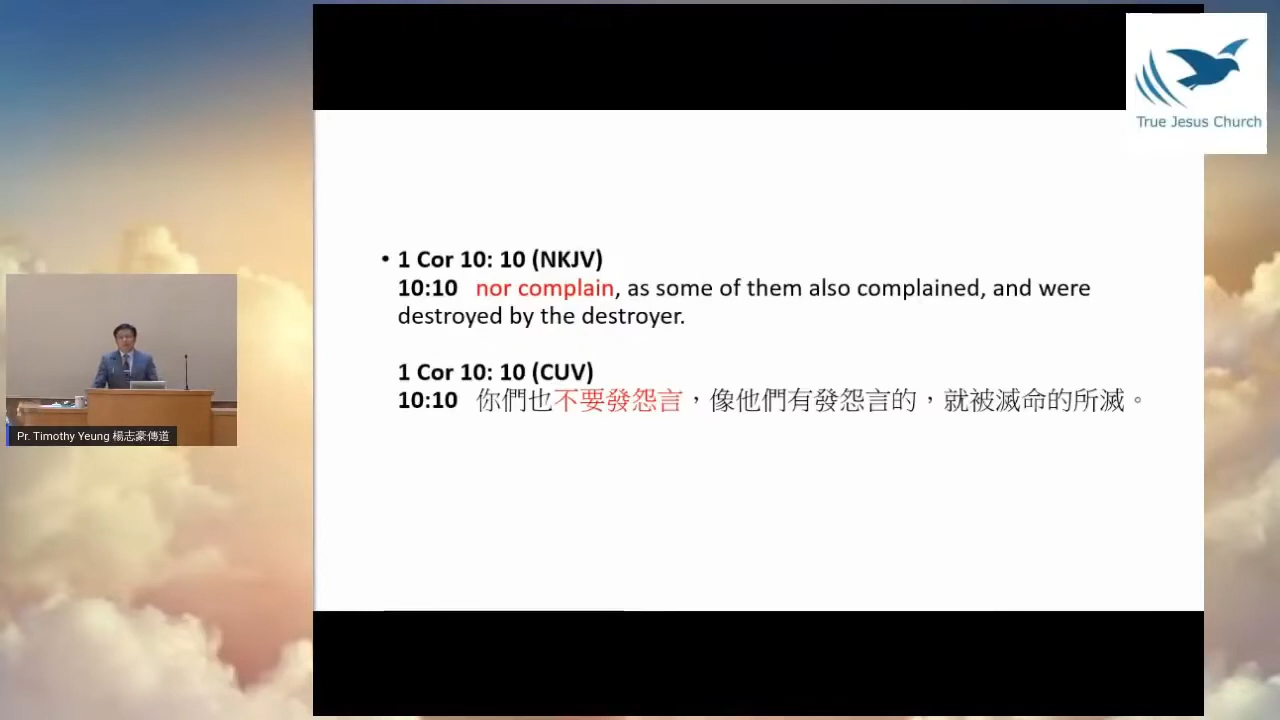 True Jesus Church
• 1 Cor 10: 10 (NKJV)
10:10 nor complain, as some of them also complained, and were
destroyed by the destroyer.
1 Cor 10: 10 (CUV)
10:10 你們也不要發怨言，像他們有發怨言的，就被滅命的所滅。
Pr. Timothy Yeung 楊志豪傳道